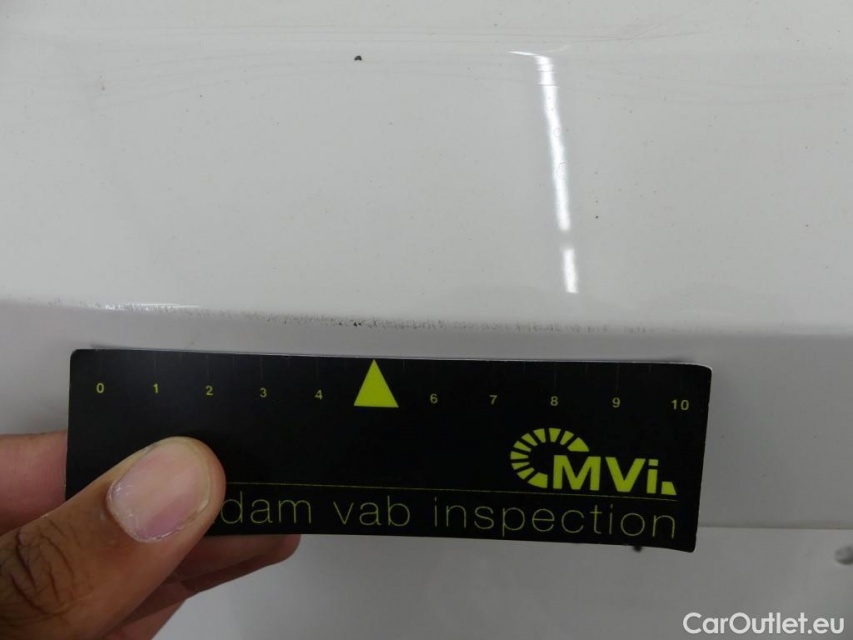 0 1 2 3 4 6 7 8 9 10
MVi
dam vab inspection
CarOutlet.eu